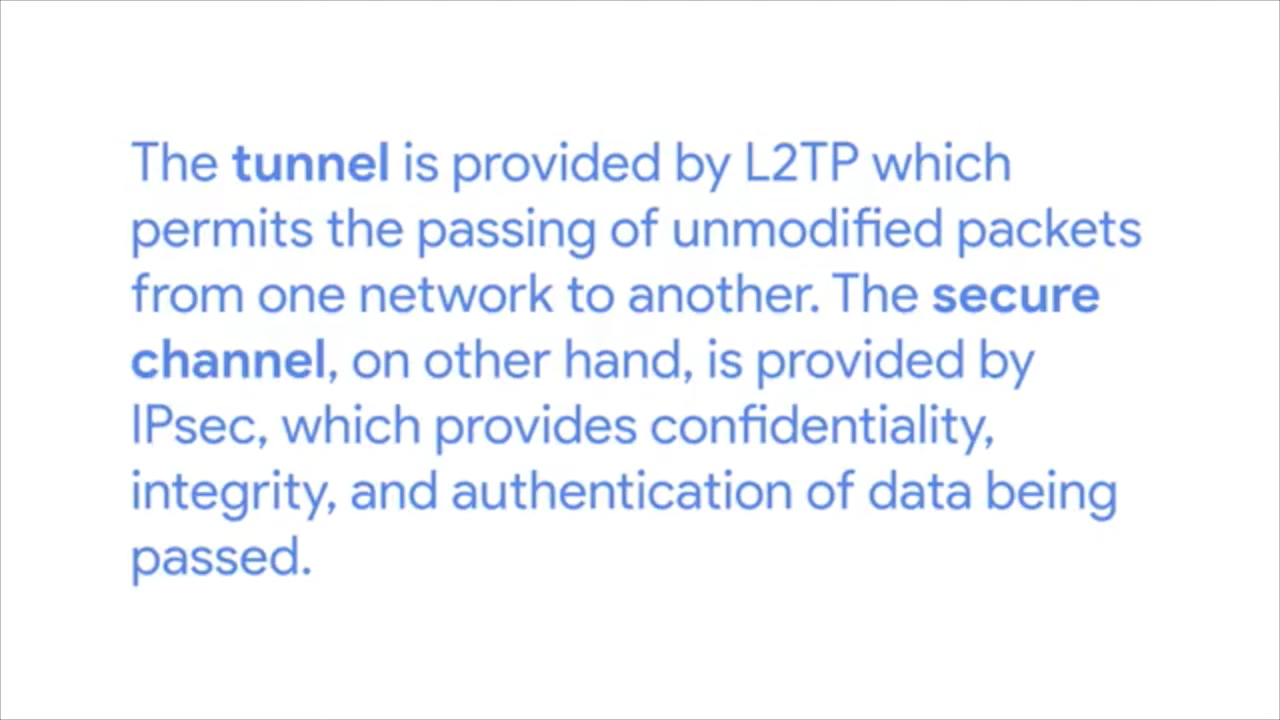 The tunnel is provided by L2TP which
permits the passing of unmodified packets
from one network to another. The secure
channel, on other hand, is provided by
IPsec, which provides confidentiality,
integrity, and authentication of data being
passed.